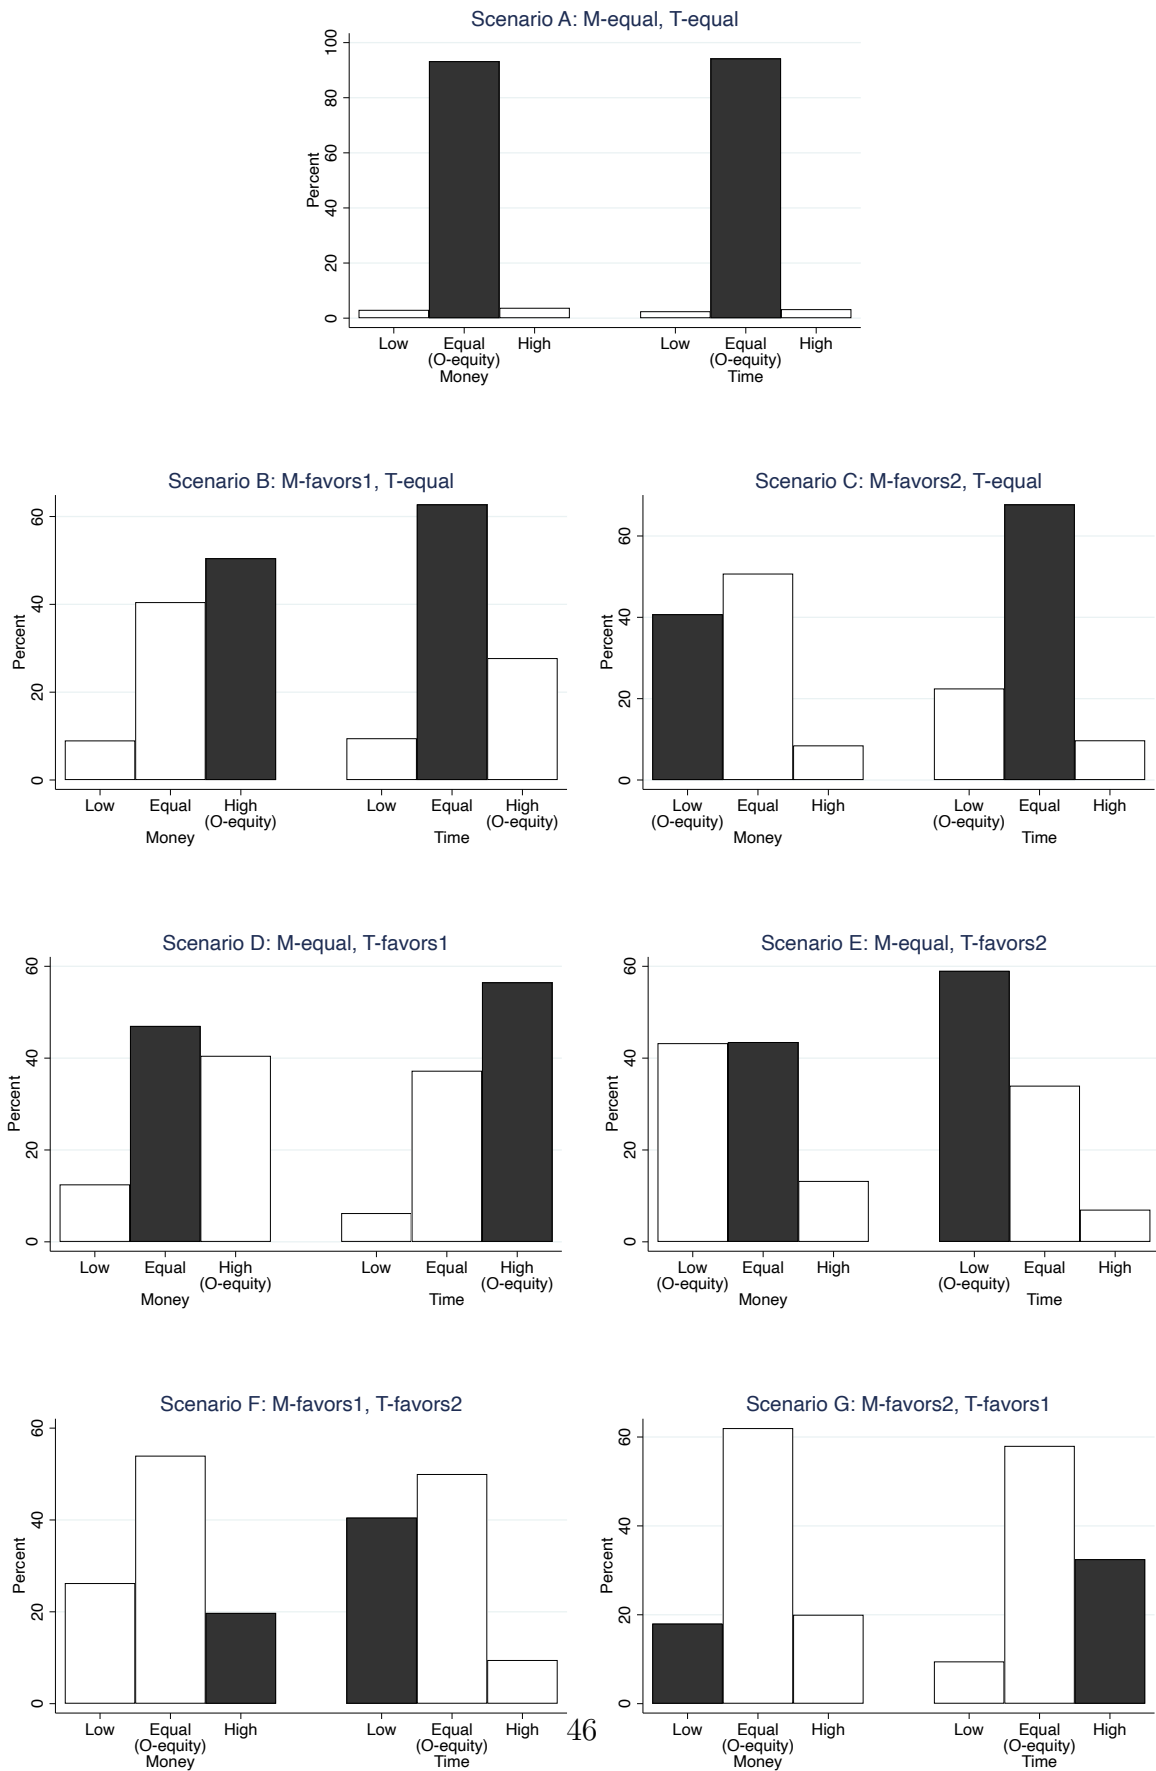 Scenario A: M-equal, T-equal
Percent
100
80
60
40
20
0
Low Equal High Low Equal High
(O-equity) (O-equity)
Money Time
Scenario B: M-favors1, T-equal
Percent
60
40
20
0
Low Equal High Low Equal High
(O-equity) (O-equity)
Money Time
Scenario C: M-favors2, T-equal
Percent
60
40
20
0
Low Equal High Low Equal High
(O-equity) (O-equity)
Money Time
Scenario D: M-equal, T-favors1
Percent
60
40
20
0
Low Equal High Low Equal High
(O-equity) (O-equity)
Money Time
Scenario E: M-equal, T-favors2
Percent
60
40
20
0
Low Equal High Low Equal High
(O-equity) (O-equity)
Money Time
Scenario F: M-favors1, T-favors2
Percent
60
40
20
0
Low Equal High Low Equal High
(O-equity) (O-equity)
Money Time
Scenario G: M-favors2, T-favors1
Percent
60
40
20
0
Low Equal High Low Equal High
(O-equity) (O-equity)
Money Time
46